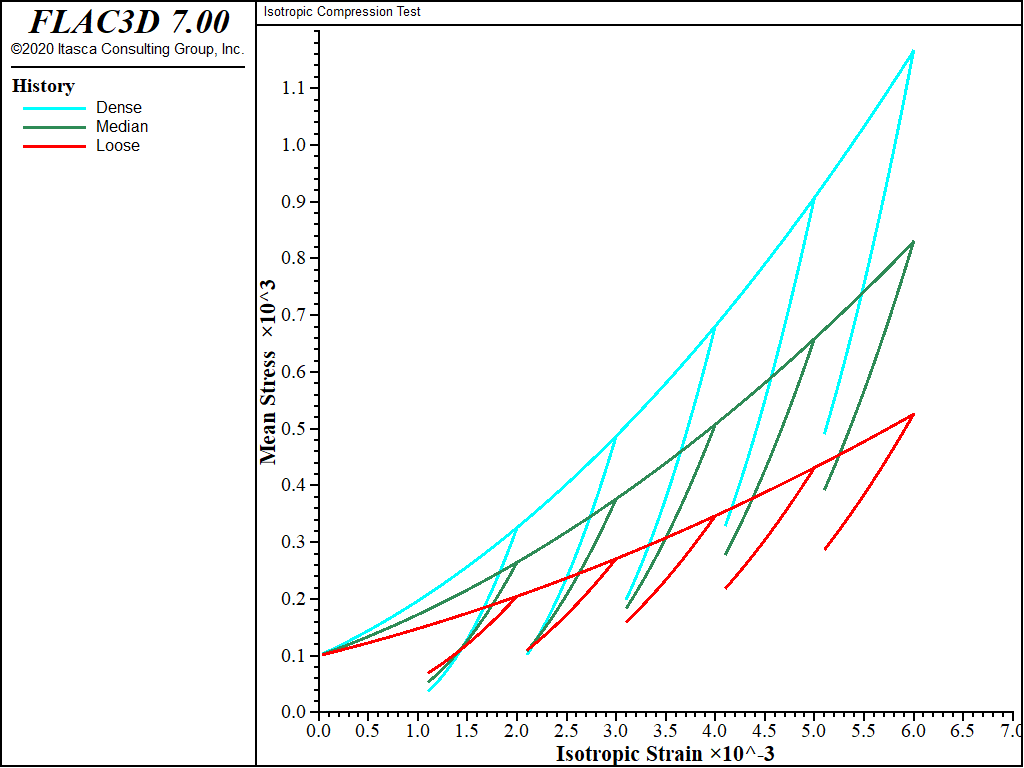 FLAC3D 7.00
©2020 Itasca Consulting Group, Inc.
History
Dense
Median
Loose
Isotropic Compression Test
Mean Stress ×10^3
1.1
1.0
0.9
0.8
0.7
0.6
0.5
0.4
0.3
0.2
0.1
0.0
0.0 0.5 1.0 1.5 2.0 2.5 3.0 3.5 4.0 4.5 5.0 5.5 6.0 6.5 7.0
Isotropic Strain ×10^-3